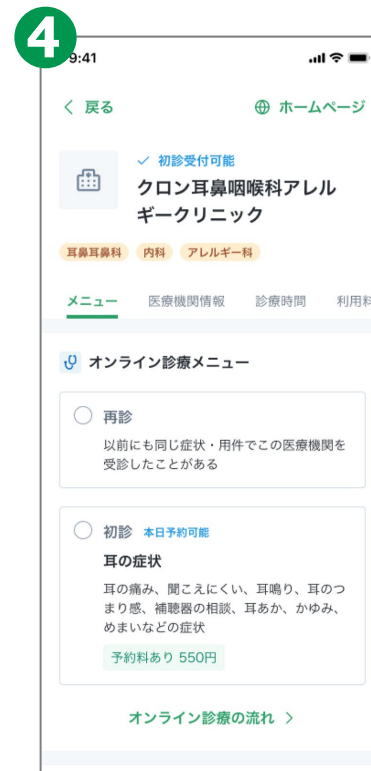 4
9:41
戻る
ホームページ
初診受付可能
クロン耳鼻咽喉科アレル
ギークリニック
耳鼻耳鼻科 内科 アレルギー科
メニュー 医療機関情報 診療時間 利用料
オンライン診療メニュー
再診
以前にも同じ症状・用件でこの医療機関を
受診したことがある
初診 本日予約可能
耳の症状
耳の痛み、聞こえにくい、耳鳴り、耳のつ
まり感、補聴器の相談、耳あか、かゆみ、
めまいなどの症状
予約料あり 550円
オンライン診療の流れ